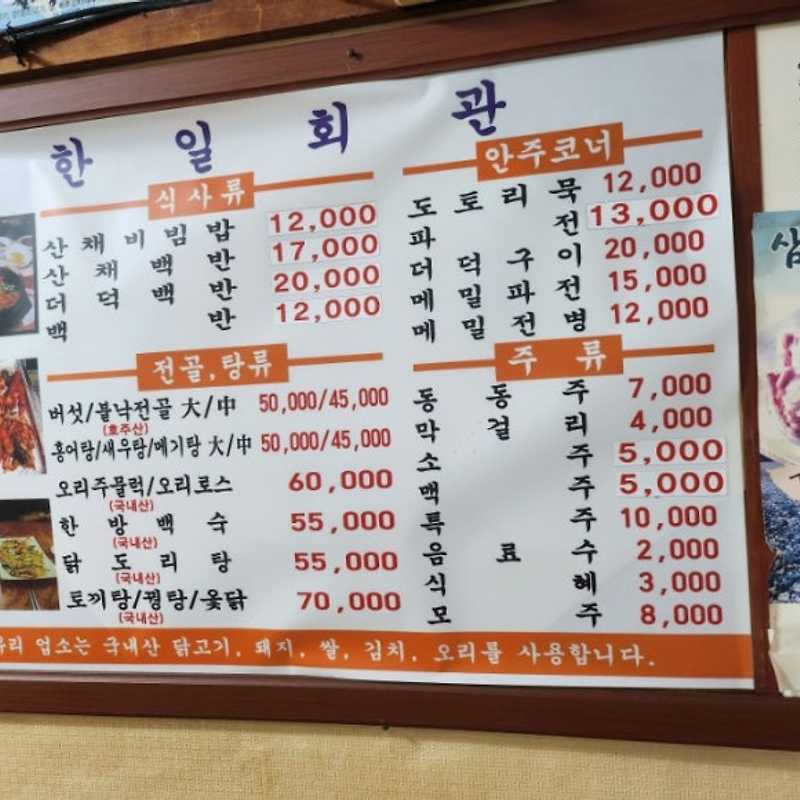 한 일 회 관
식 사 류
산 채 비 빔 밥 12,000
산 채 백 반 17,000
더 덕 백 반 20,000
백 반 12,000
전골,탕류
버섯/불낙전골 大/中 50,000/45,000
(호주산)
홍어탕/새우탕/메기탕 大/中 50,000/45,000
오리주물럭/오리로스 60,000
(국내산)
한 방 백 숙 55,000
(국내산)
닭 도 리 탕 55,000
(국내산)
토끼탕/꿩탕/옻닭 70,000
(국내산)
안주코너
도 토 리 묵 12,000
파 전 13,000
더 덕 구 이 20,000
메 밀 파 전 15,000
메 밀 전 병 12,000
주 류
동 동 주 7,000
막 걸 리 4,000
소 주 5,000
맥 주 5,000
특 주 10,000
음 료 수 2,000
식 혜 3,000
모 주 8,000
업소는 국내산 닭고기, 돼지, 쌀, 김치, 오리를 사용합니다.